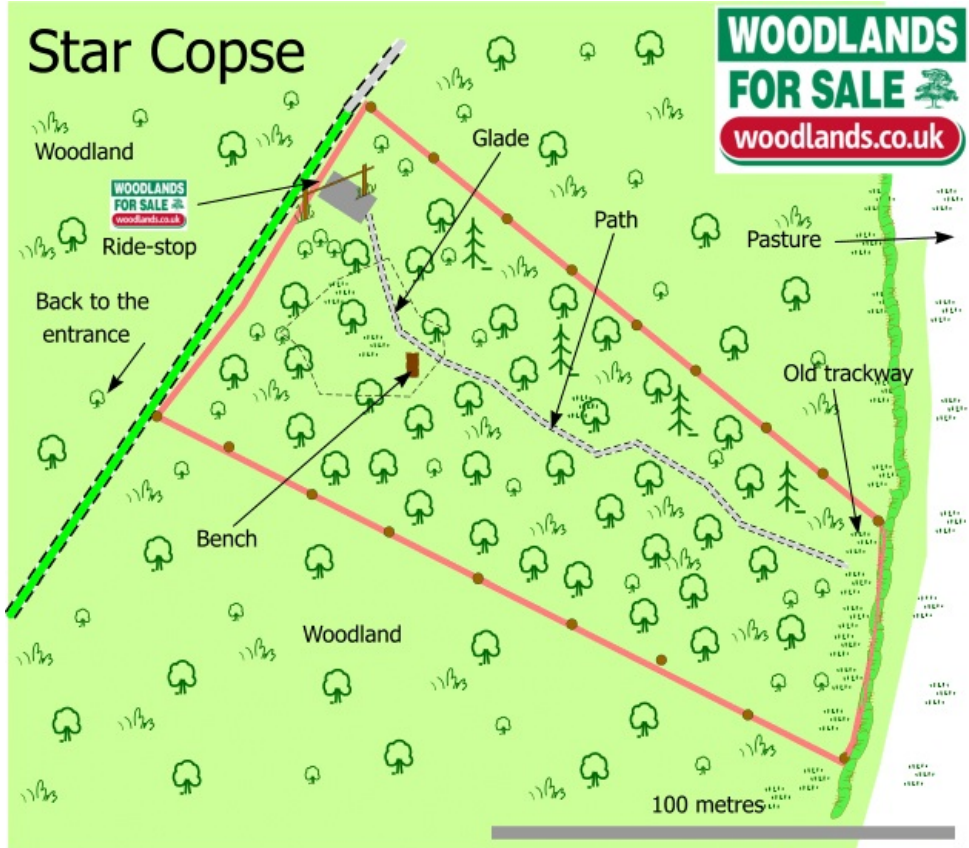 Star Copse
WOODLANDS
FOR SALE
woodlands.co.uk
Woodland
Glade
WOODLANDS
FOR SALE
woodlands.co.uk
Ride-stop
Path
Pasture
Back to the
entrance
Old trackway
Bench
Woodland
100 metres